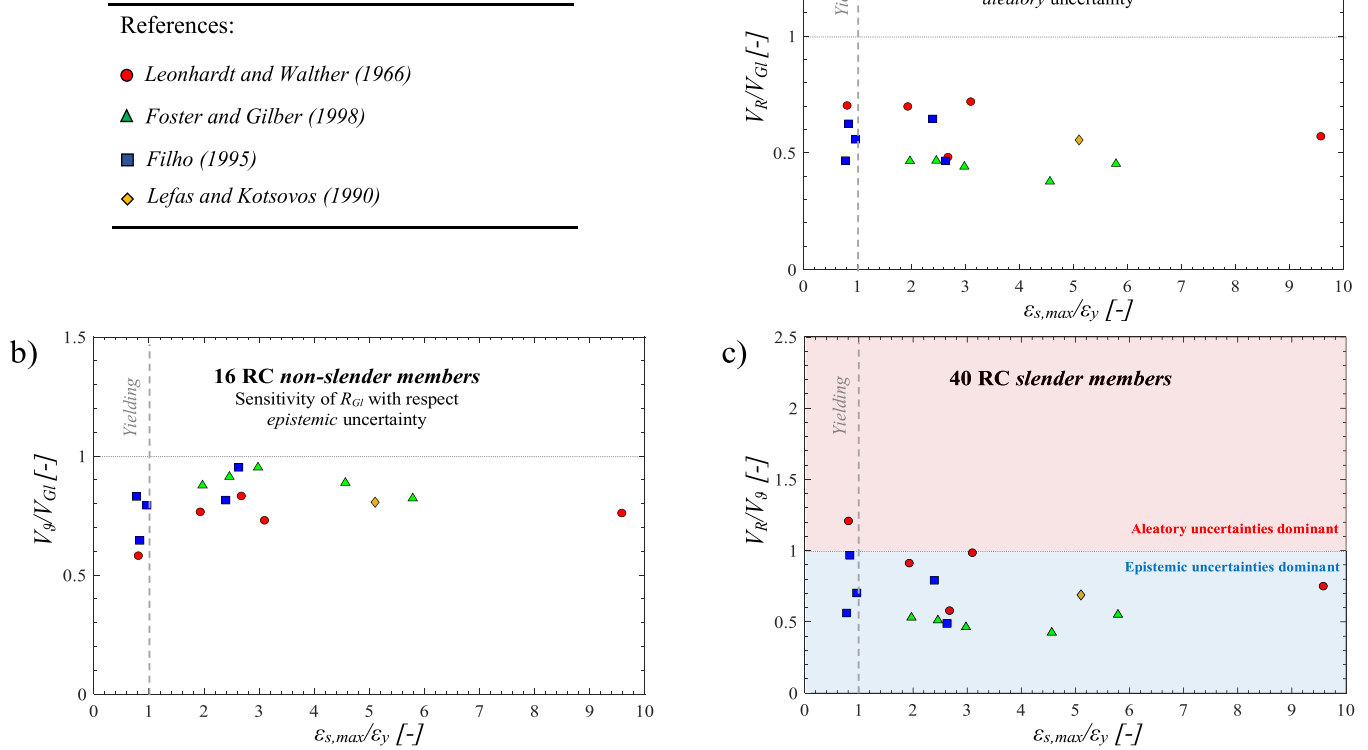 References:
Leonhardt and Walther (1966)
Foster and Gilber (1998)
Filho (1995)
Lefas and Kotsovos (1990)
aleatory uncertainty
V_R/V_Gl [-]
1
0.5
0
0 1 2 3 4 5 6 7 8 9 10
ε_s,max/ε_y [-]
b)
16 RC non-slender members
Sensitivity of R_Gl with respect
epistemic uncertainty
Yielding
V_ϑ/V_Gl [-]
1.5
1
0.5
0
0 1 2 3 4 5 6 7 8 9 10
ε_s,max/ε_y [-]
c)
40 RC slender members
Yielding
V_R/V_ϑ [-]
2.5
2
1.5
1
0.5
0
Aleatory uncertainties dominant
Epistemic uncertainties dominant
0 1 2 3 4 5 6 7 8 9 10
ε_s,max/ε_y [-]